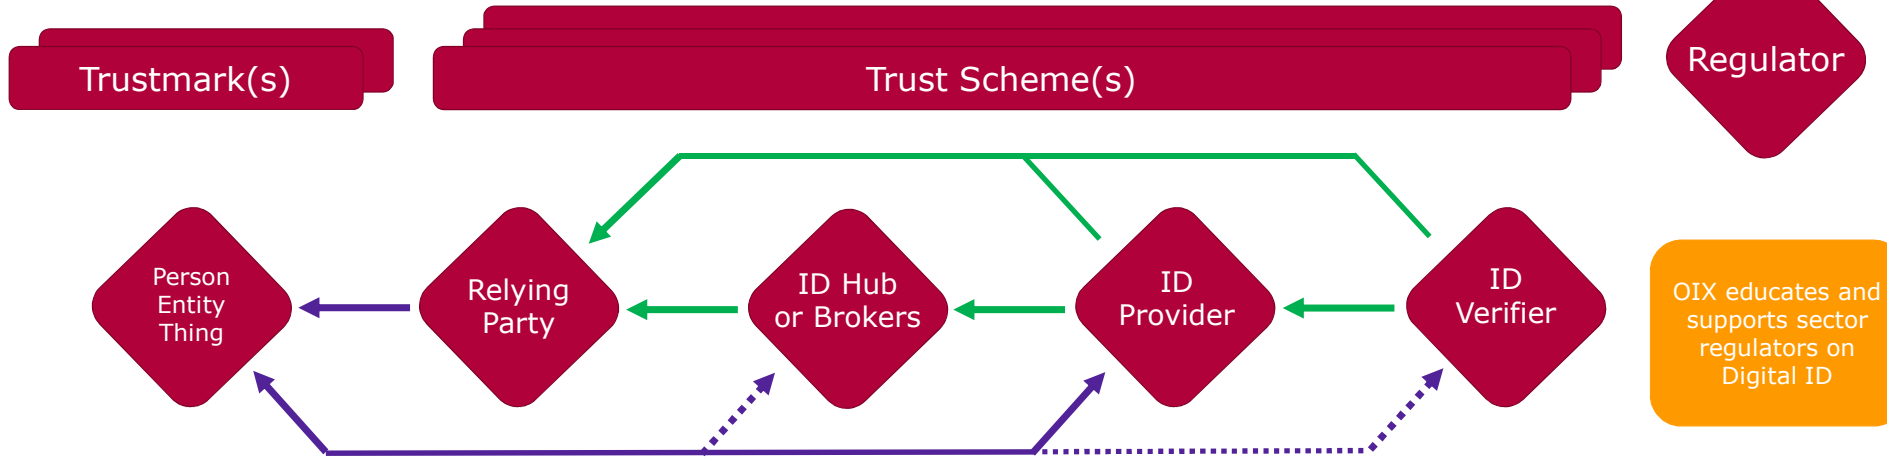 Trustmark(s)
Trust Scheme(s)
Regulator
Person
Entity
Thing
Relying
Party
ID Hub
or Brokers
ID
Provider
ID
Verifier
OIX educates and
supports sector
regulators on
Digital ID